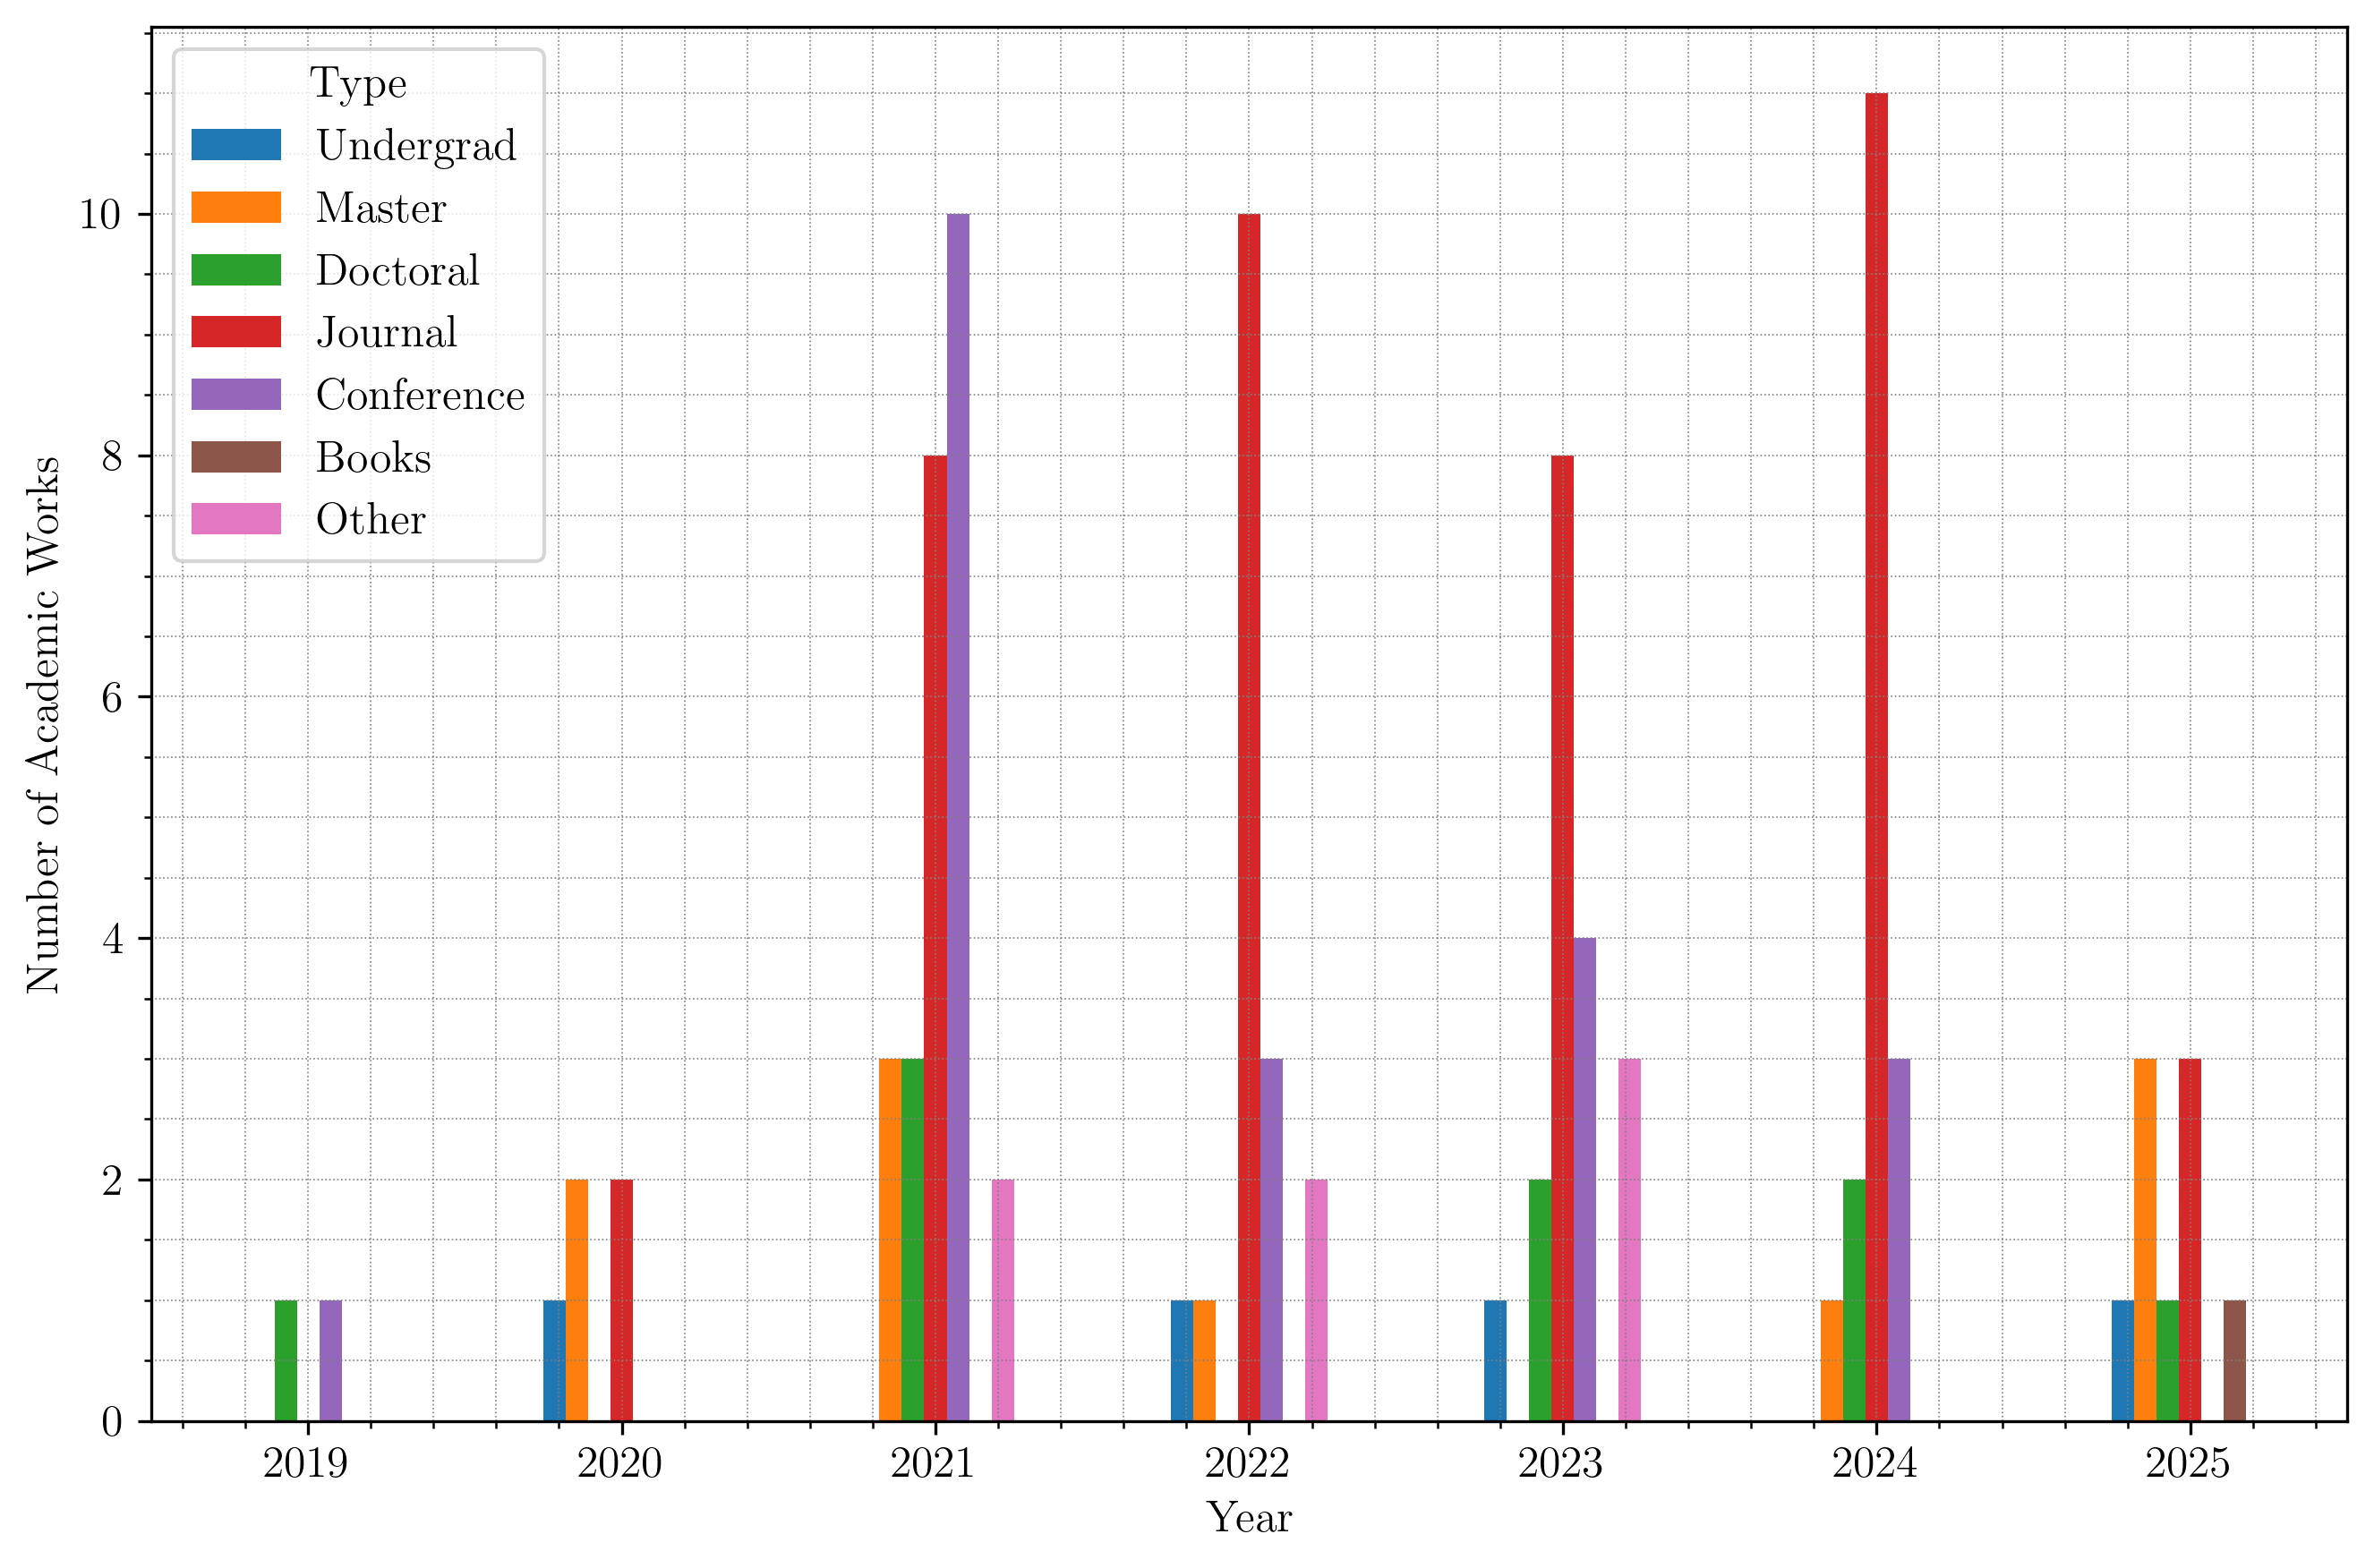 Type
Undergrad
Master
Doctoral
Journal
Conference
Books
Other
Number of Academic Works
10
8
6
4
2
0
2019 2020 2021 2022 2023 2024 2025
Year